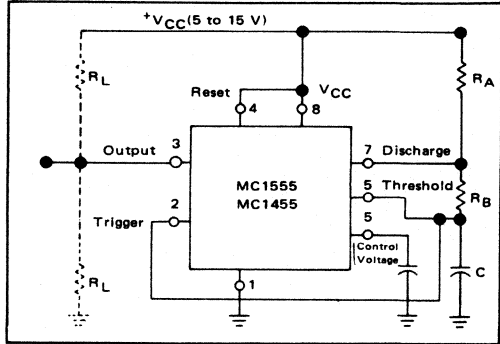 +VCC(5 to 15 V)
RL
RA
Reset
VCC
4
8
Output
3
7
Discharge
MC1555
MC1455
5
Threshold
RB
2
Trigger
5
Control
Voltage
C
RL
1